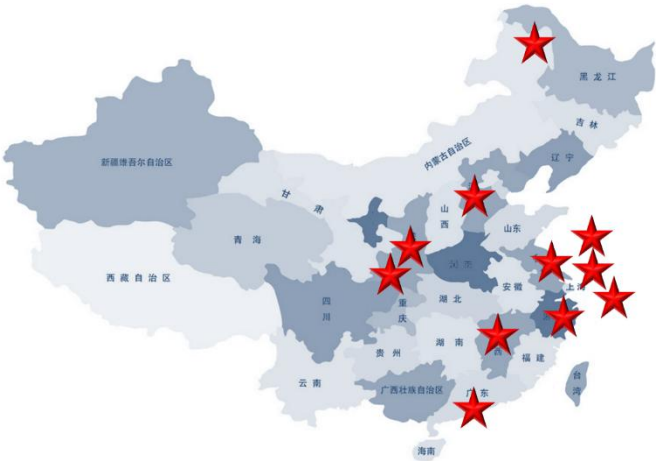 黑龙江
吉林
辽宁
内蒙古自治区
新疆维吾尔自治区
甘肃
青海
山西
山东
西藏自治区
四川
重庆
湖北
安徽
上海
湖南
贵州
云南
福建
广西壮族自治区
广东
台湾
海南